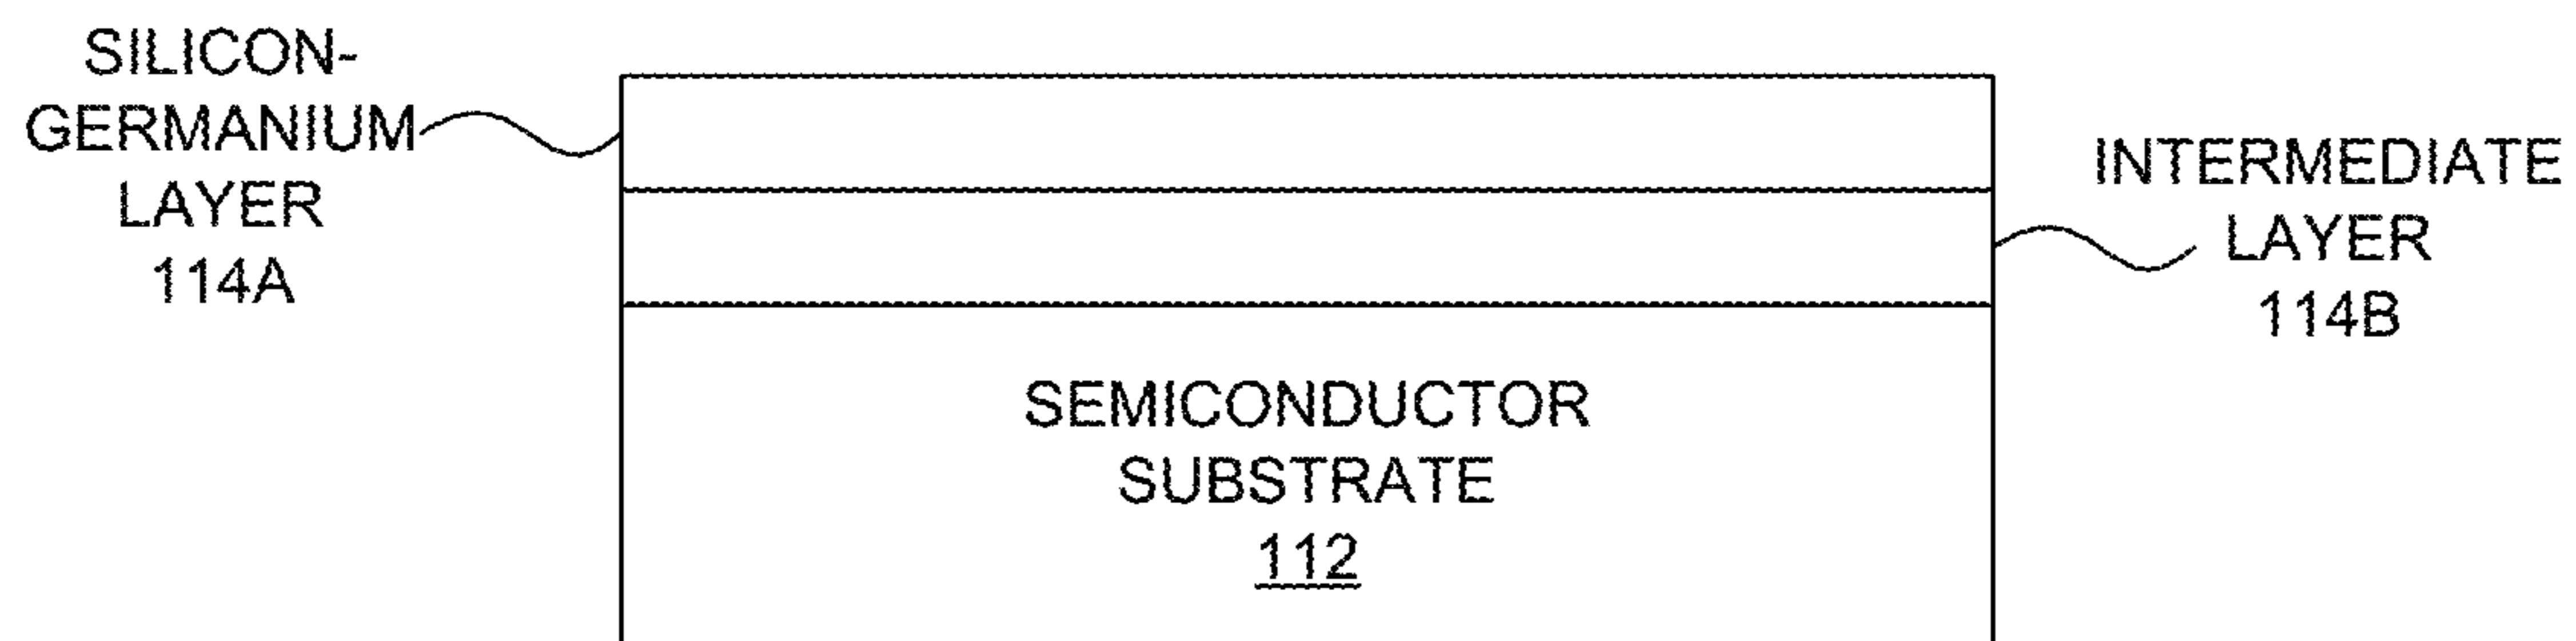 SILICON-
GERMANIUM
LAYER
114A
INTERMEDIATE
LAYER
114B
SEMICONDUCTOR
SUBSTRATE
112